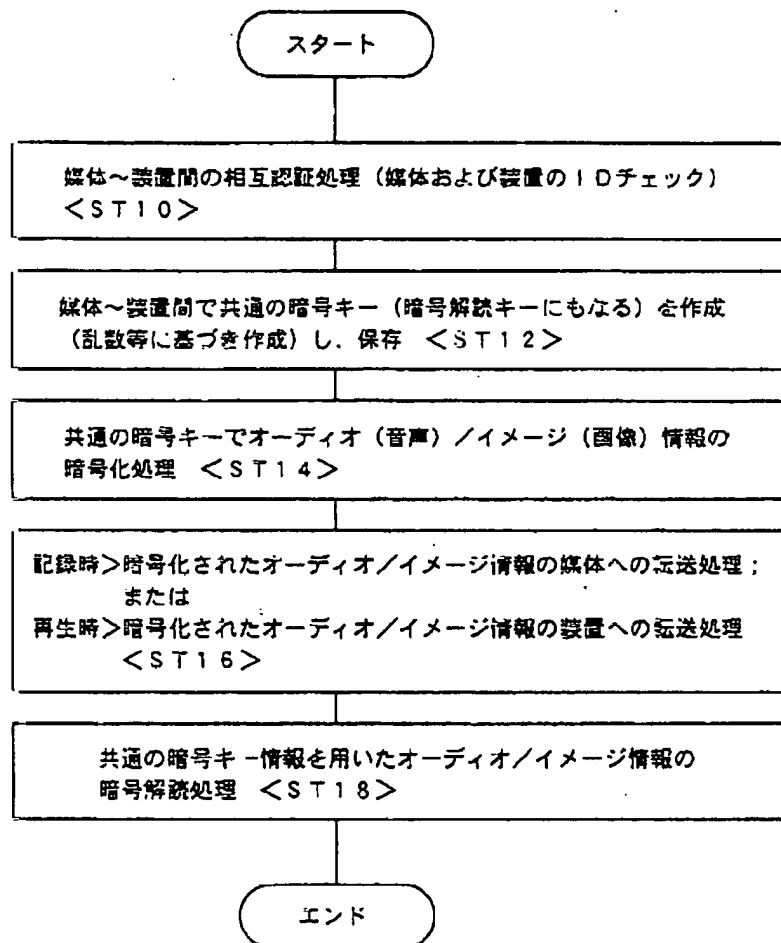 スタート
媒体~装置間の相互認証処理(媒体および装置のIDチェック)
<ST10>
媒体~装置間で共通の暗号キー(暗号解読キーにもなる)を作成
(乱数等に基づき作成)し、保存 <ST12>
共通の暗号キーでオーディオ(音声)/イメージ(画像)情報の
暗号化処理 <ST14>
記録時>暗号化されたオーディオ/イメージ情報の媒体への転送処理;
または
再生時>暗号化されたオーディオ/イメージ情報の装置への転送処理
<ST16>
共通の暗号キー情報を用いたオーディオ/イメージ情報の
暗号解読処理 <ST18>
エンド